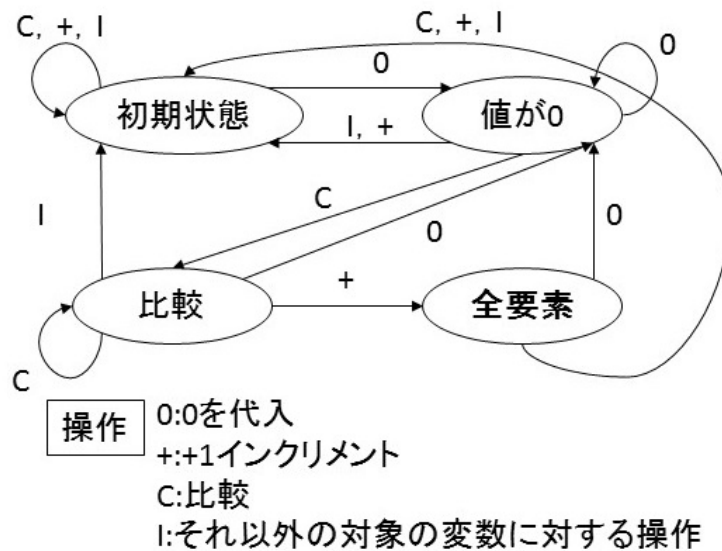 C, +, I
C, +, I
0
0
初期状態
値が0
I, +
I
C
0
0
比較
+
全要素
C
操作
0:0を代入
+:+1インクリメント
C:比較
I:それ以外の対象の変数に対する操作